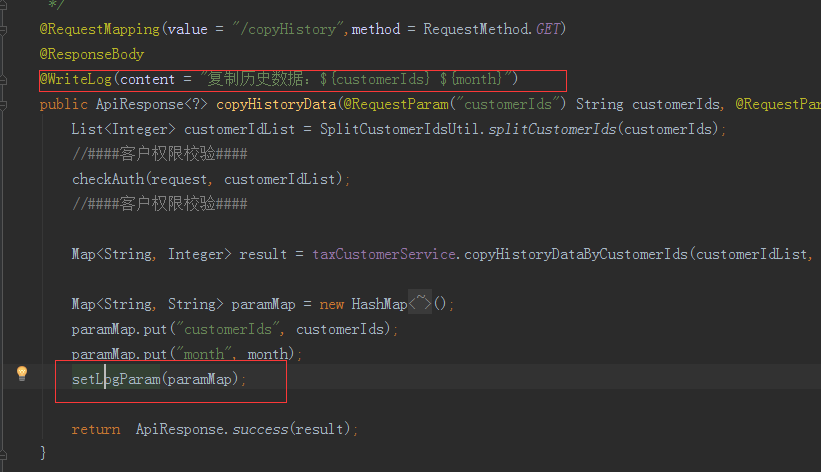 */
@RequestMapping(value = "/copyHistory",method = RequestMethod.GET)
@ResponseBody
@WriteLog(content = "复制历史数据：${customerIds} ${month}")
public ApiResponse<?> copyHistoryData(@RequestParam("customerIds") String customerIds, @RequestPar
List<Integer> customerIdList = SplitCustomerIdsUtil.splitCustomerIds(customerIds);
//####客户权限校验####
checkAuth(request, customerIdList);
//####客户权限校验####
Map<String, Integer> result = taxCustomerService.copyHistoryDataByCustomerIds(customerIdList,
Map<String, String> paramMap = new HashMap<~>();
paramMap.put("customerIds", customerIds);
paramMap.put("month", month);
setLogParam(paramMap);
return ApiResponse.success(result);
}